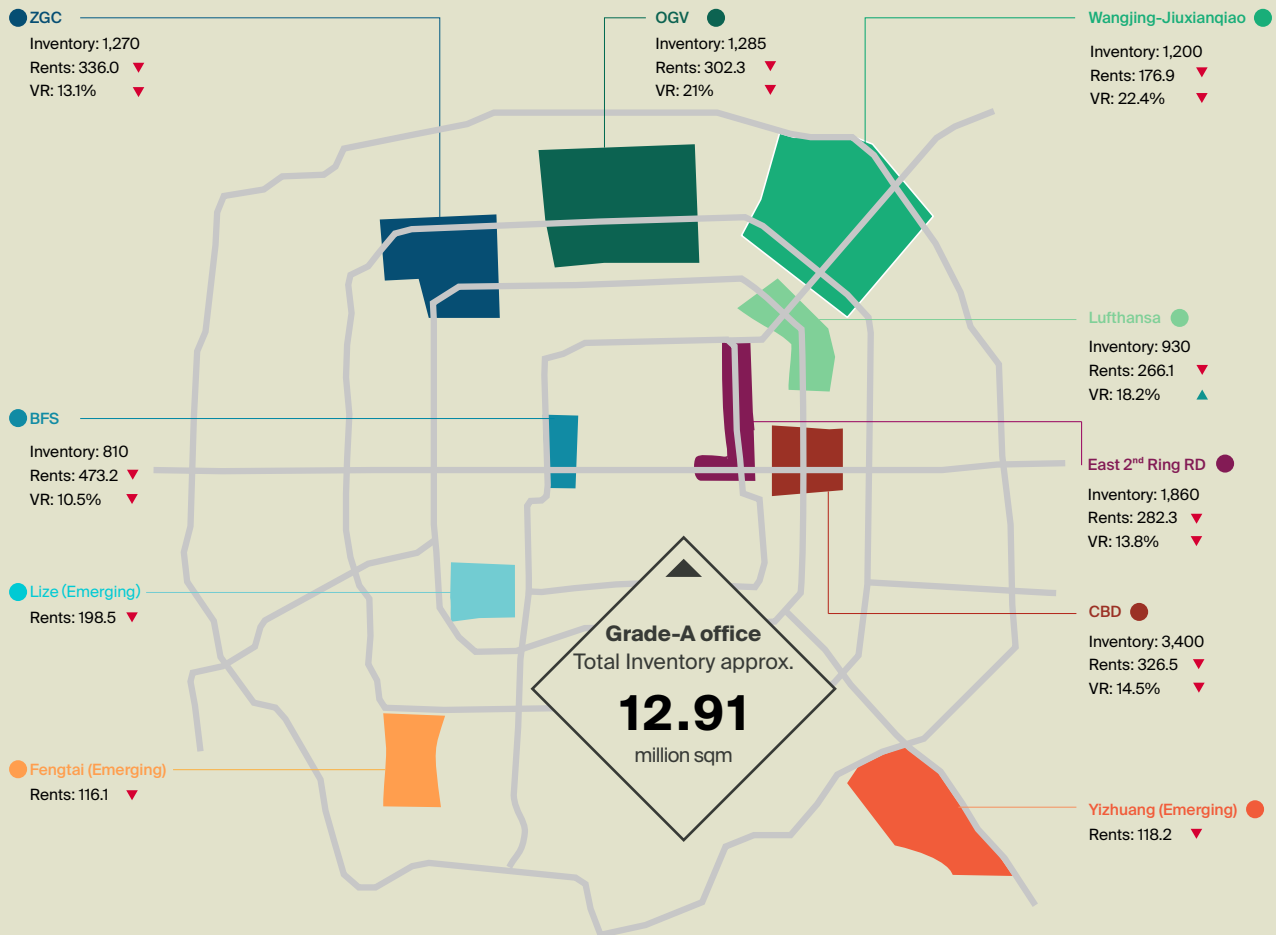 ZGC
Inventory: 1,270
Rents: 336.0
VR: 13.1%
OGV
Inventory: 1,285
Rents: 302.3
VR: 21%
Wangjing-Jiuxianqiao
Inventory: 1,200
Rents: 176.9
VR: 22.4%
Lufthansa
Inventory: 930
Rents: 266.1
VR: 18.2%
BFS
Inventory: 810
Rents: 473.2
VR: 10.5%
East 2nd Ring RD
Inventory: 1,860
Rents: 282.3
VR: 13.8%
Lize (Emerging)
Rents: 198.5
CBD
Inventory: 3,400
Rents: 326.5
VR: 14.5%
Grade-A office
Total Inventory approx.
12.91
million sqm
Fengtai (Emerging)
Rents: 116.1
Yizhuang (Emerging)
Rents: 118.2